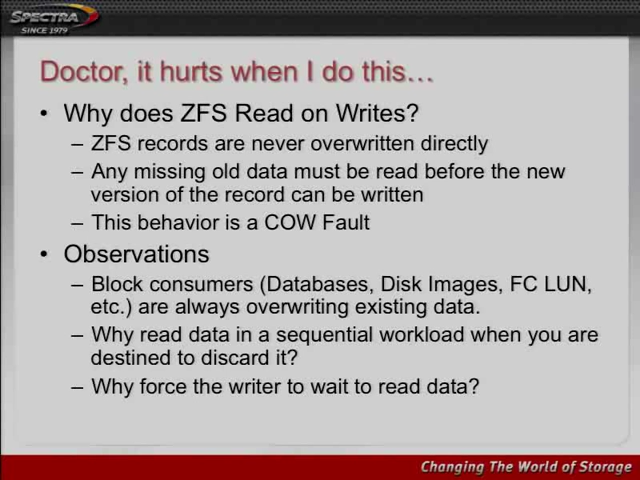 SPECTRA
SINCE 1979
Doctor, it hurts when I do this…
• Why does ZFS Read on Writes?
– ZFS records are never overwritten directly
– Any missing old data must be read before the new
version of the record can be written
– This behavior is a COW Fault
• Observations
– Block consumers (Databases, Disk Images, FC LUN,
etc.) are always overwriting existing data.
– Why read data in a sequential workload when you are
destined to discard it?
– Why force the writer to wait to read data?
Changing The World of Storage